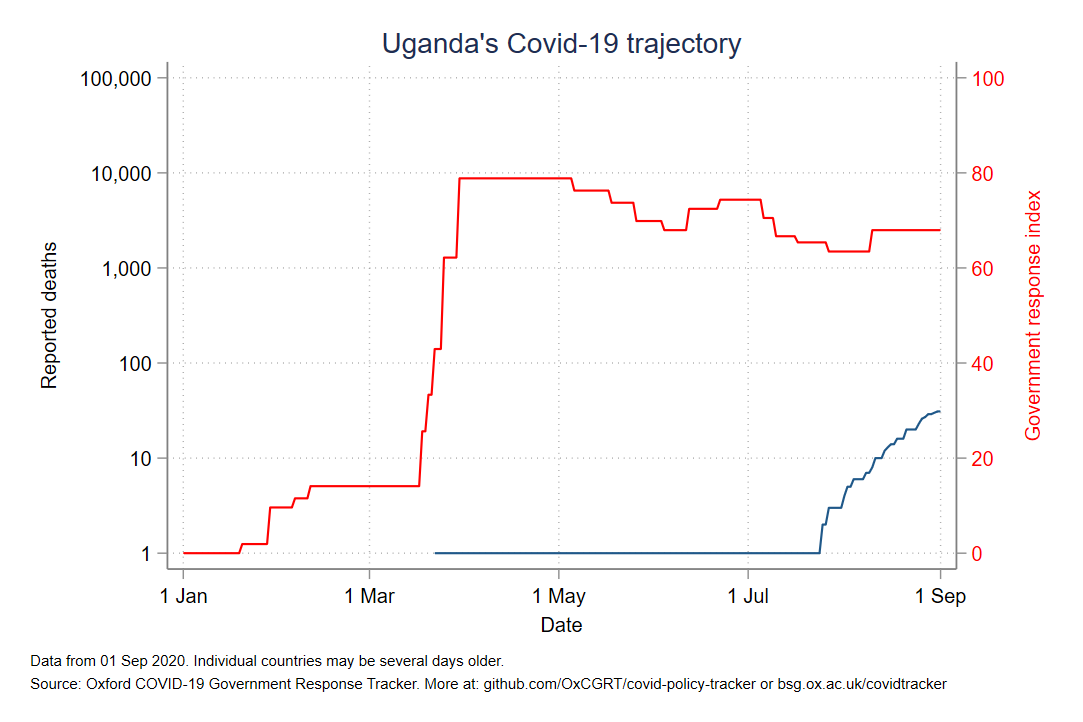 Uganda's Covid-19 trajectory
100,000
10,000
1,000
100
10
1
Reported deaths
100
80
60
40
20
0
Government response index
1 Jan 1 Mar 1 May 1 Jul 1 Sep
Date
Data from 01 Sep 2020. Individual countries may be several days older.
Source: Oxford COVID-19 Government Response Tracker. More at: github.com/OxCGRT/covid-policy-tracker or bsg.ox.ac.uk/covidtracker